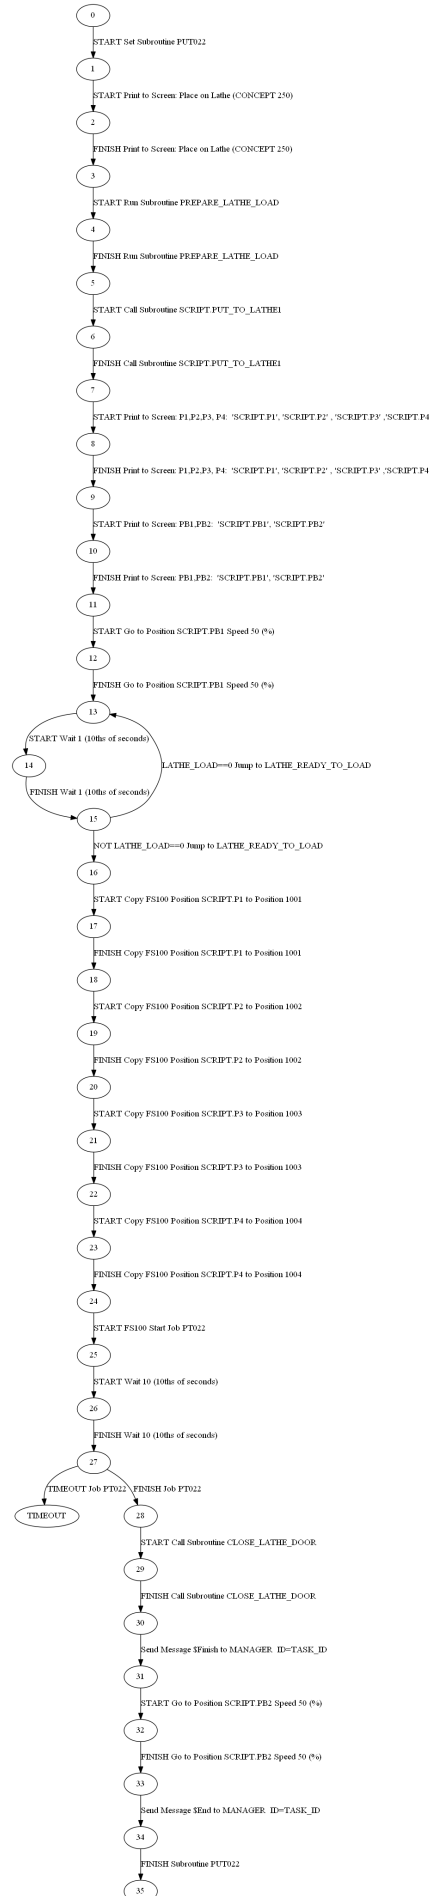 0
START Set Subroutine PUT022
1
START Print to Screen: Place on Lathe (CONCEPT 250)
2
FINISH Print to Screen: Place on Lathe (CONCEPT 250)
3
START Run Subroutine PREPARE_LATHE_LOAD
4
FINISH Run Subroutine PREPARE_LATHE_LOAD
5
START Call Subroutine SCRIPT.PUT_TO_LATHE1
6
FINISH Call Subroutine SCRIPT.PUT_TO_LATHE1
7
START Print to Screen: P1,P2,P3, P4: 'SCRIPT.P1', 'SCRIPT.P2' , 'SCRIPT.P3' ,'SCRIPT.P4
8
FINISH Print to Screen: P1,P2,P3, P4: 'SCRIPT.P1', 'SCRIPT.P2' , 'SCRIPT.P3' ,'SCRIPT.P4
9
START Print to Screen: PB1,PB2: 'SCRIPT.PB1', 'SCRIPT.PB2'
10
FINISH Print to Screen: PB1,PB2: 'SCRIPT.PB1', 'SCRIPT.PB2'
11
START Go to Position SCRIPT.PB1 Speed 50 (%)
12
FINISH Go to Position SCRIPT.PB1 Speed 50 (%)
13
START Wait 1 (10ths of seconds)
14
LATHE_LOAD==0 Jump to LATHE_READY_TO_LOAD
FINISH Wait 1 (10ths of seconds)
15
NOT LATHE_LOAD==0 Jump to LATHE_READY_TO_LOAD
16
START Copy FS100 Position SCRIPT.P1 to Position 1001
17
FINISH Copy FS100 Position SCRIPT.P1 to Position 1001
18
START Copy FS100 Position SCRIPT.P2 to Position 1002
19
FINISH Copy FS100 Position SCRIPT.P2 to Position 1002
20
START Copy FS100 Position SCRIPT.P3 to Position 1003
21
FINISH Copy FS100 Position SCRIPT.P3 to Position 1003
22
START Copy FS100 Position SCRIPT.P4 to Position 1004
23
FINISH Copy FS100 Position SCRIPT.P4 to Position 1004
24
START FS100 Start Job PT022
25
START Wait 10 (10ths of seconds)
26
FINISH Wait 10 (10ths of seconds)
27
TIMEOUT Job PT022
FINISH Job PT022
TIMEOUT
28
START Call Subroutine CLOSE_LATHE_DOOR
29
FINISH Call Subroutine CLOSE_LATHE_DOOR
30
Send Message $Finish to MANAGER ID=TASK_ID
31
START Go to Position SCRIPT.PB2 Speed 50 (%)
32
FINISH Go to Position SCRIPT.PB2 Speed 50 (%)
33
Send Message $End to MANAGER ID=TASK_ID
34
FINISH Subroutine PUT022
35